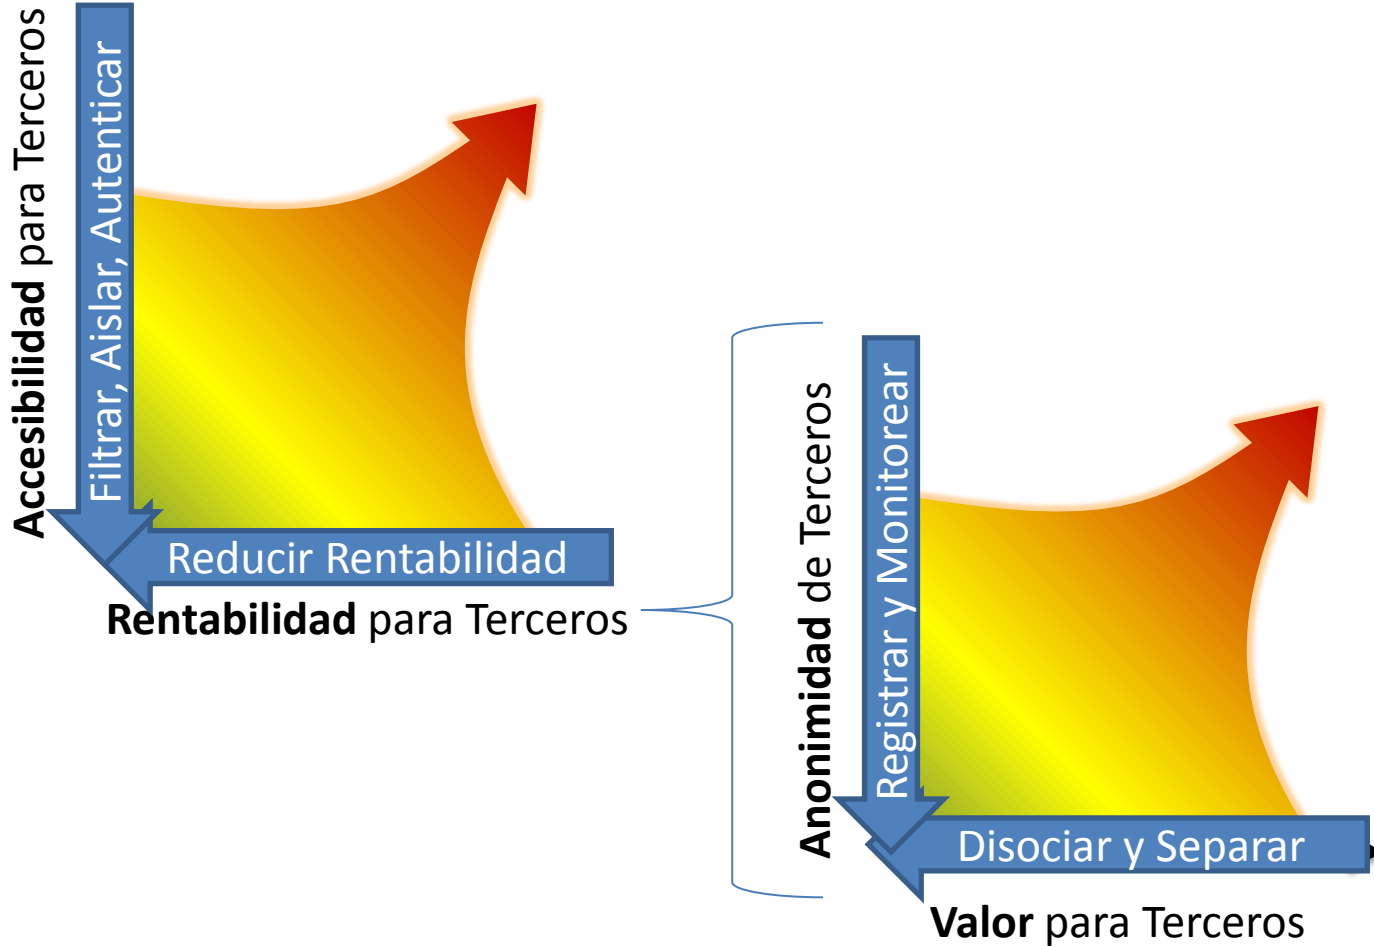 Accesibilidad para Terceros
Filtrar, Aislar, Autenticar
Reducir Rentabilidad
Rentabilidad para Terceros
Anonimidad de Terceros
Registrar y Monitorear
Disociar y Separar
Valor para Terceros